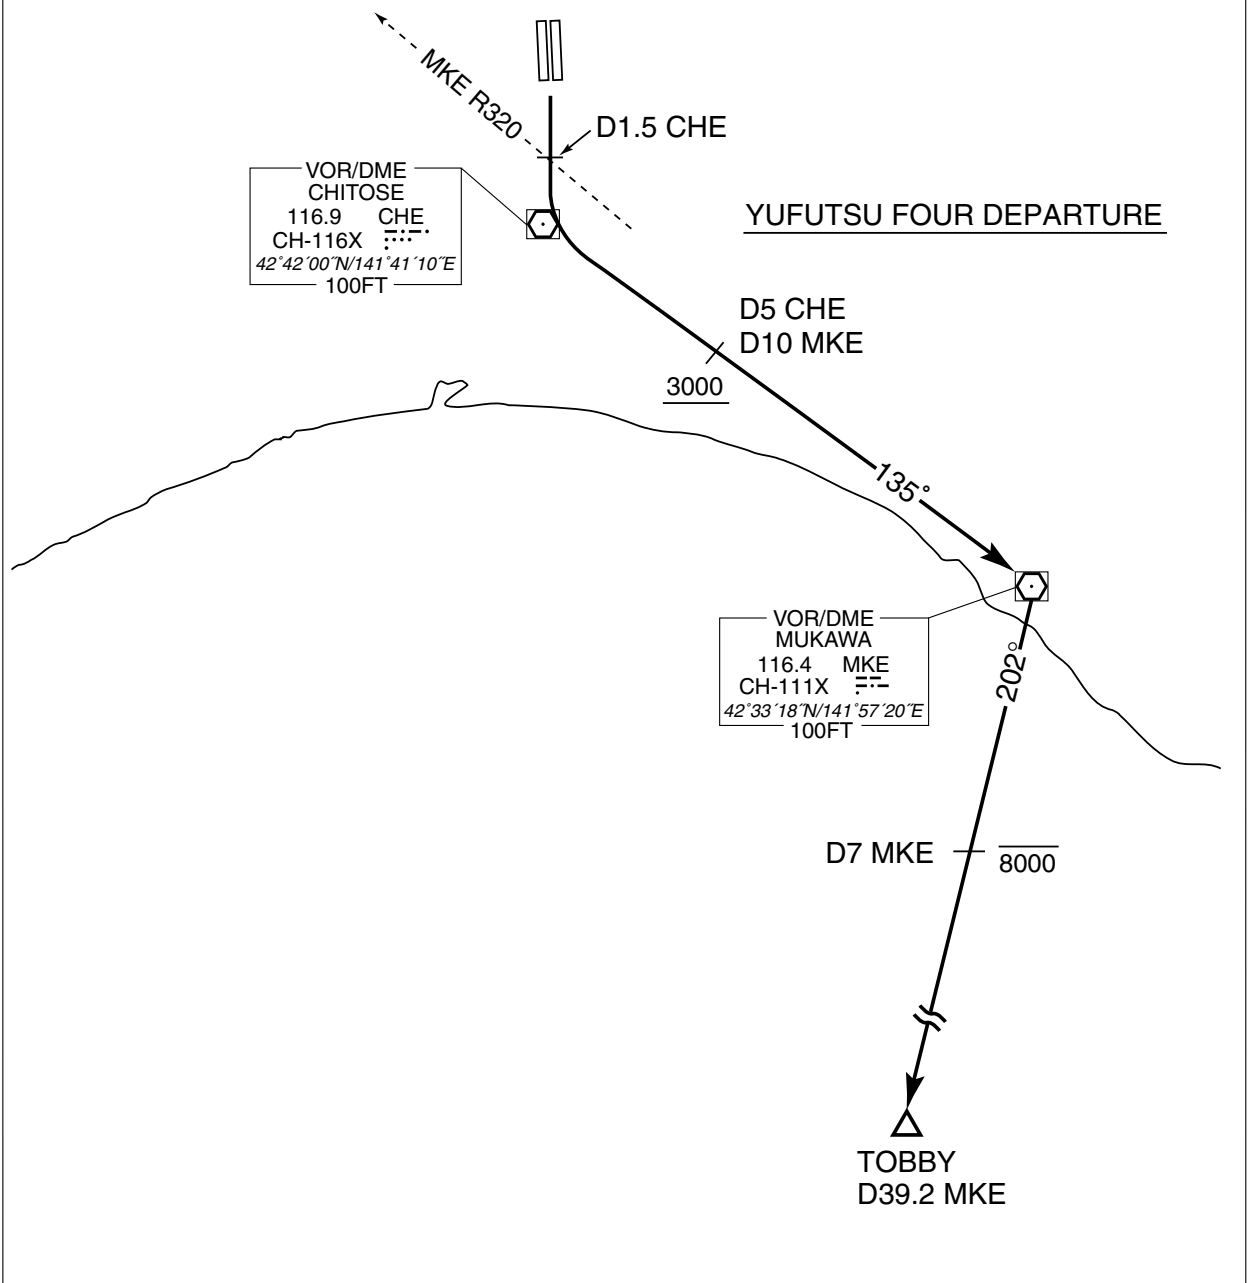 MKE R320
D1.5 CHE
VOR/DME
CHITOSE
116.9 CHE
CH-116X
42°42´00˝N/141°41´10˝E
100FT
YUFUTSU FOUR DEPARTURE
D5 CHE
D10 MKE
3000
135°
VOR/DME
MUKAWA
116.4 MKE
CH-111X
42°33´18˝N/141°57´20˝E
100FT
202°
D7 MKE
8000
TOBBY
D39.2 MKE